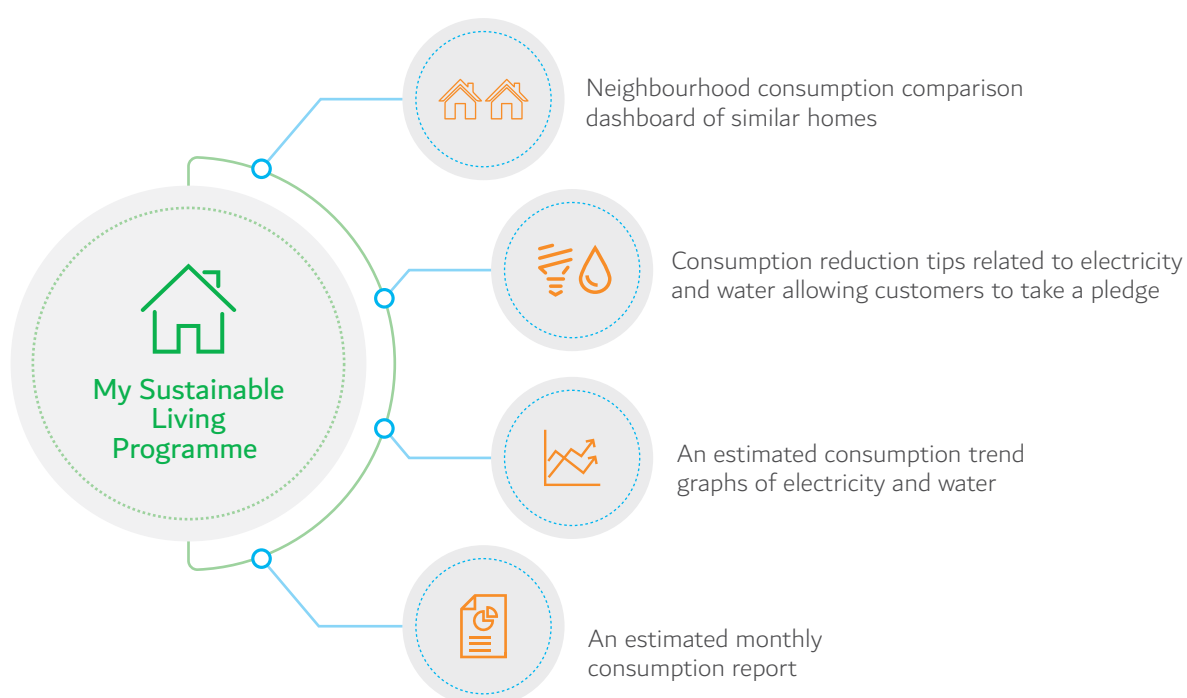 Neighbourhood consumption comparison
dashboard of similar homes
Consumption reduction tips related to electricity
and water allowing customers to take a pledge
My Sustainable
Living
Programme
An estimated consumption trend
graphs of electricity and water
An estimated monthly
consumption report